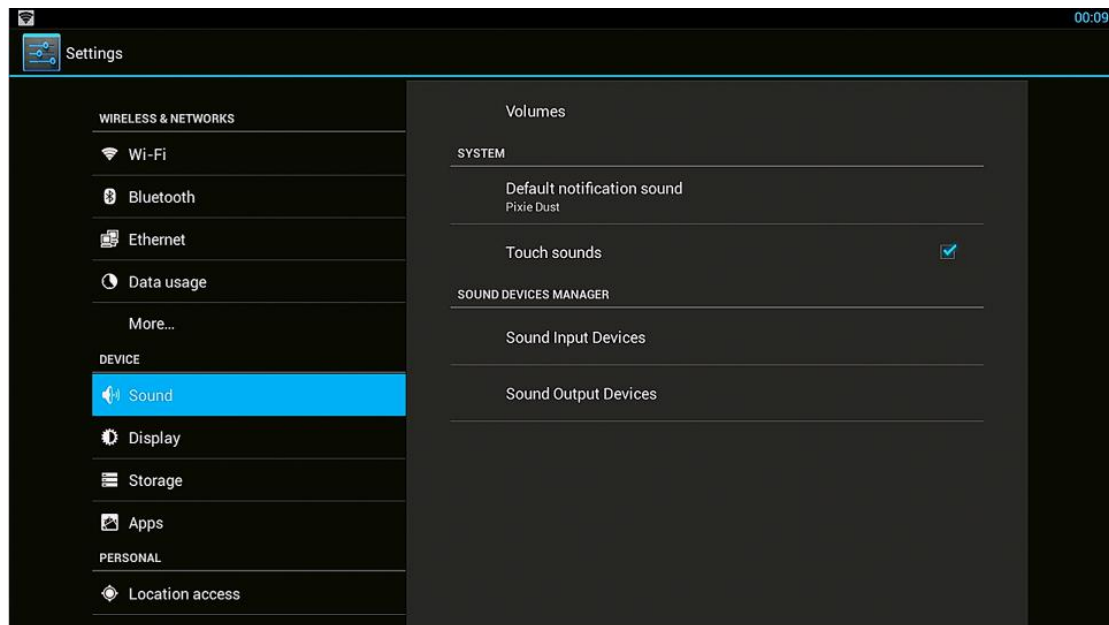 00:09
Settings
WIRELESS & NETWORKS
Wi-Fi
Bluetooth
Ethernet
Data usage
More...
DEVICE
Sound
Display
Storage
Apps
PERSONAL
Location access
Volumes
SYSTEM
Default notification sound
Pixie Dust
Touch sounds
SOUND DEVICES MANAGER
Sound Input Devices
Sound Output Devices